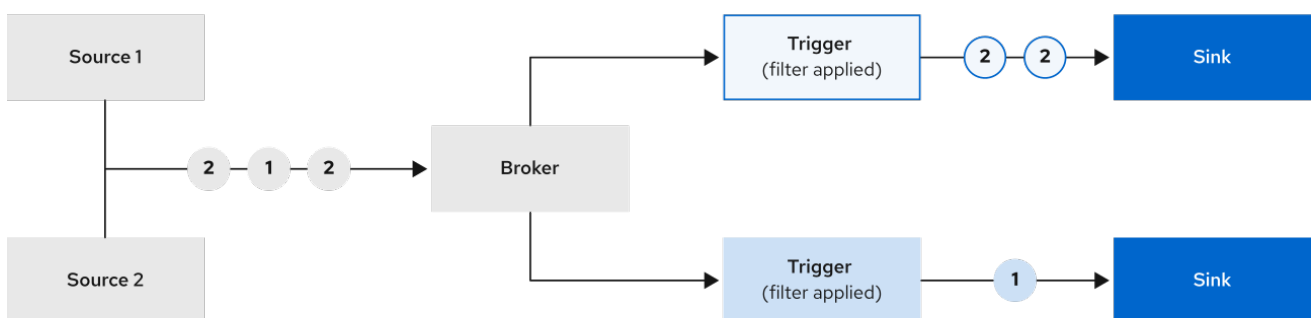 Source 1
Trigger
(filter applied)
2
2
Sink
2
1
2
Broker
Source 2
Trigger
(filter applied)
1
Sink